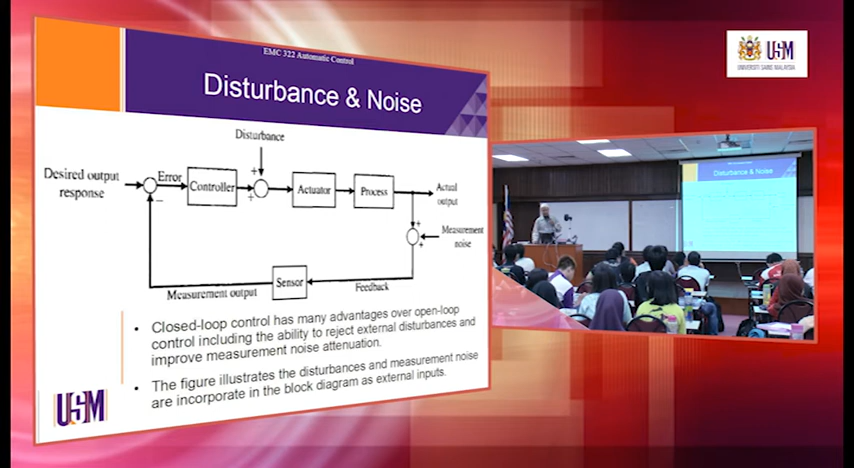 EMC 322 Automatic Control
Disturbance & Noise
Disturbance
Desired output
response
Error
Controller
Actuator
Process
Actual
output
+
+
−
+
+
Measurement
noise
Sensor
Measurement output
Feedback
• Closed-loop control has many advantages over open-loop
control including the ability to reject external disturbances and
improve measurement noise attenuation.
• The figure illustrates the disturbances and measurement noise
are incorporate in the block diagram as external inputs.
USM
USM
UNIVERSITI SAINS MALAYSIA
Disturbance & Noise